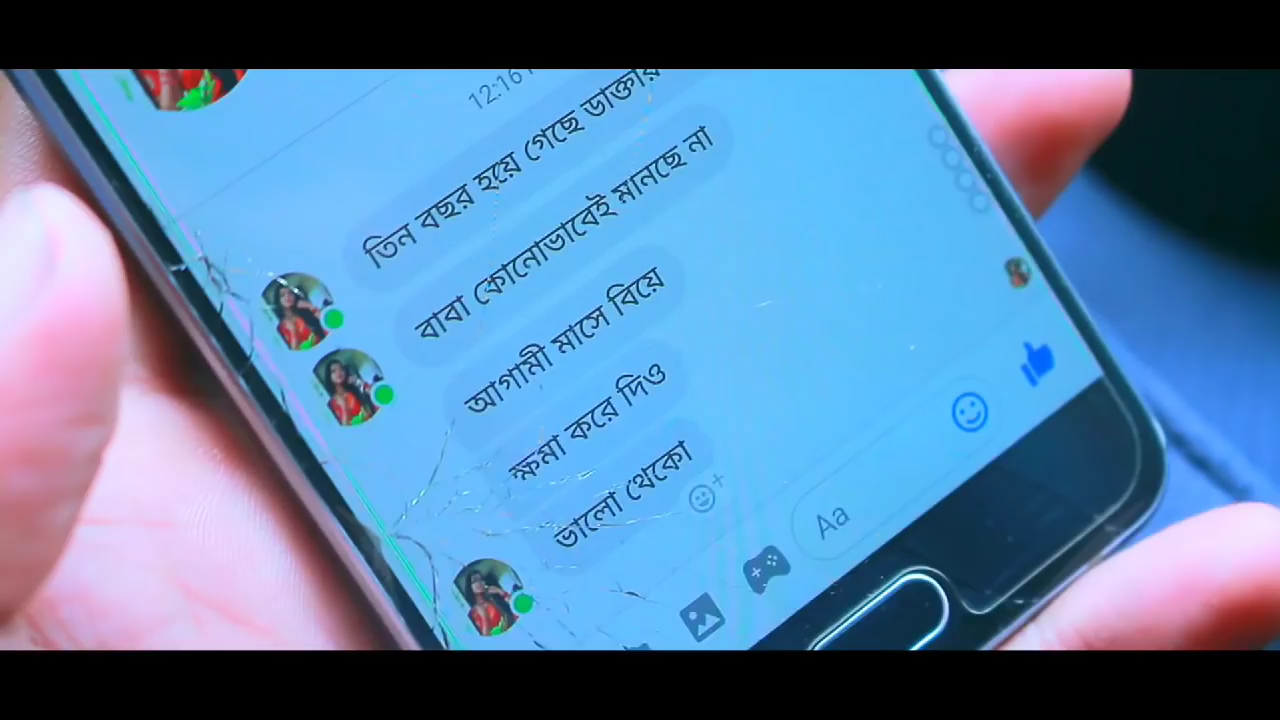 12:16
তিন বছর হয়ে গেছে ডাক্তার
বাবা কোনোভাবেই মানছে না
আগামী মাসে বিয়ে
ক্ষমা করে দিও
ভালো থেকো
Aa